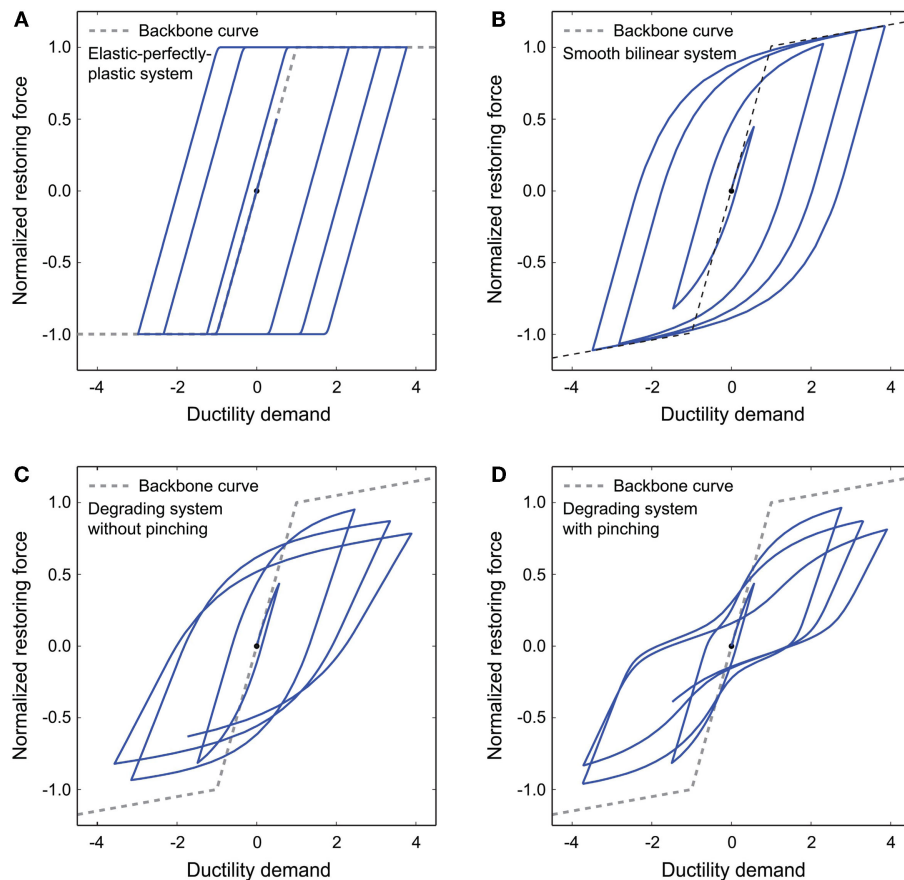 A
Backbone curve
Elastic-perfectly-
plastic system
1.0
0.5
0.0
-0.5
-1.0
Normalized restoring force
-4 -2 0 2 4
Ductility demand
B
Backbone curve
Smooth bilinear system
1.0
0.5
0.0
-0.5
-1.0
Normalized restoring force
-4 -2 0 2 4
Ductility demand
C
Backbone curve
Degrading system
without pinching
1.0
0.5
0.0
-0.5
-1.0
Normalized restoring force
-4 -2 0 2 4
Ductility demand
D
Backbone curve
Degrading system
with pinching
1.0
0.5
0.0
-0.5
-1.0
Normalized restoring force
-4 -2 0 2 4
Ductility demand